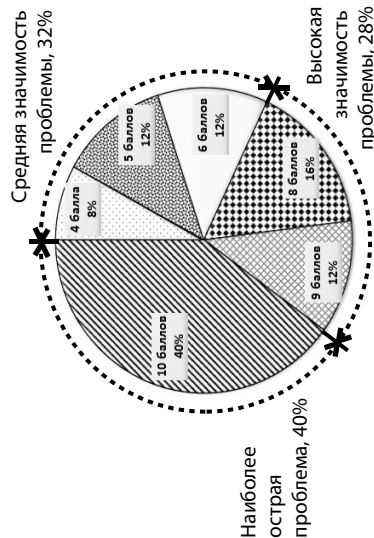 Средняя значимость
проблемы, 32%
4 балла
8%
5 баллов
12%
6 баллов
12%
8 баллов
16%
9 баллов
12%
10 баллов
40%
Высокая
значимость
проблемы, 28%
Наиболее
острая
проблема, 40%